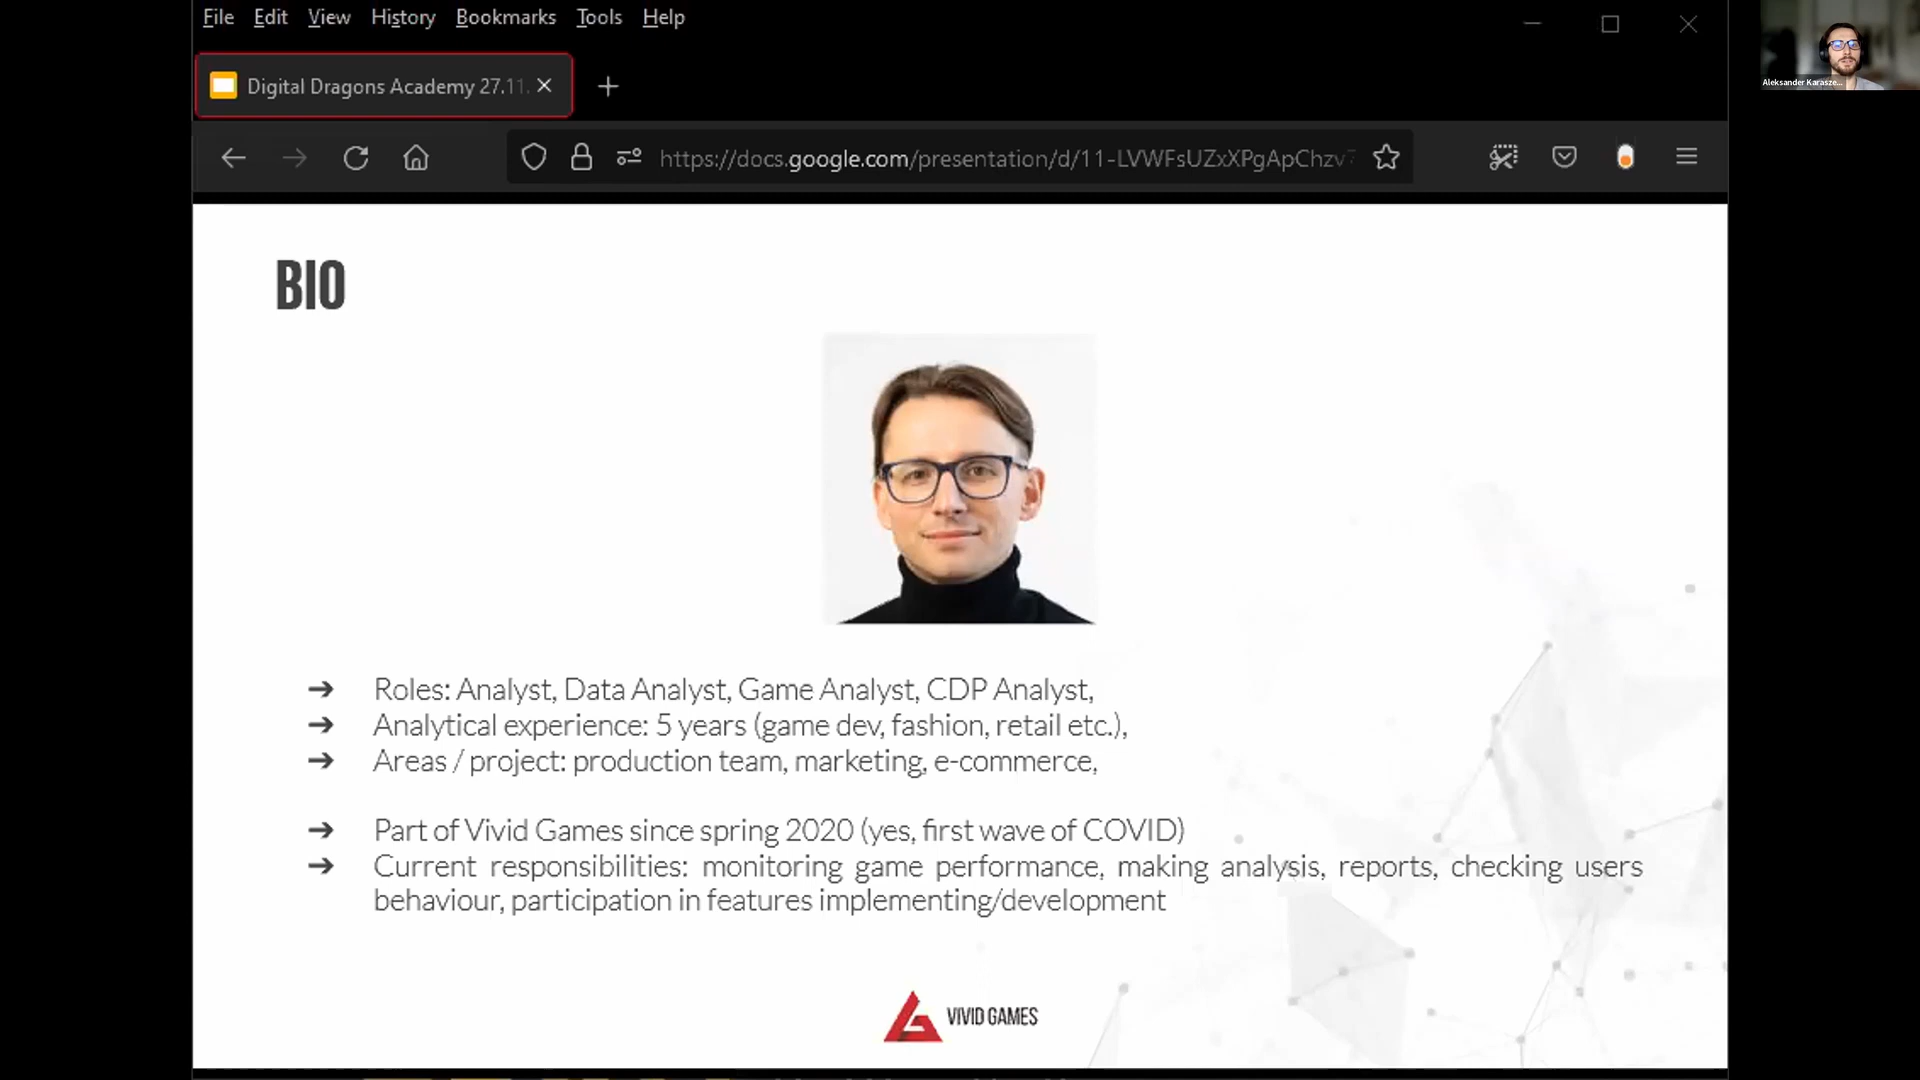 File Edit View History Bookmarks Tools Help
Digital Dragons Academy 27.11.
https://docs.google.com/presentation/d/11-LVWFsUZxXPgApChzv
Aleksander Karasze...
BIO
Roles: Analyst, Data Analyst, Game Analyst, CDP Analyst,
Analytical experience: 5 years (game dev, fashion, retail etc.),
Areas / project: production team, marketing, e-commerce,
Part of Vivid Games since spring 2020 (yes, first wave of COVID)
Current responsibilities: monitoring game performance, making analysis, reports, checking users
behaviour, participation in features implementing/development
VIVID GAMES